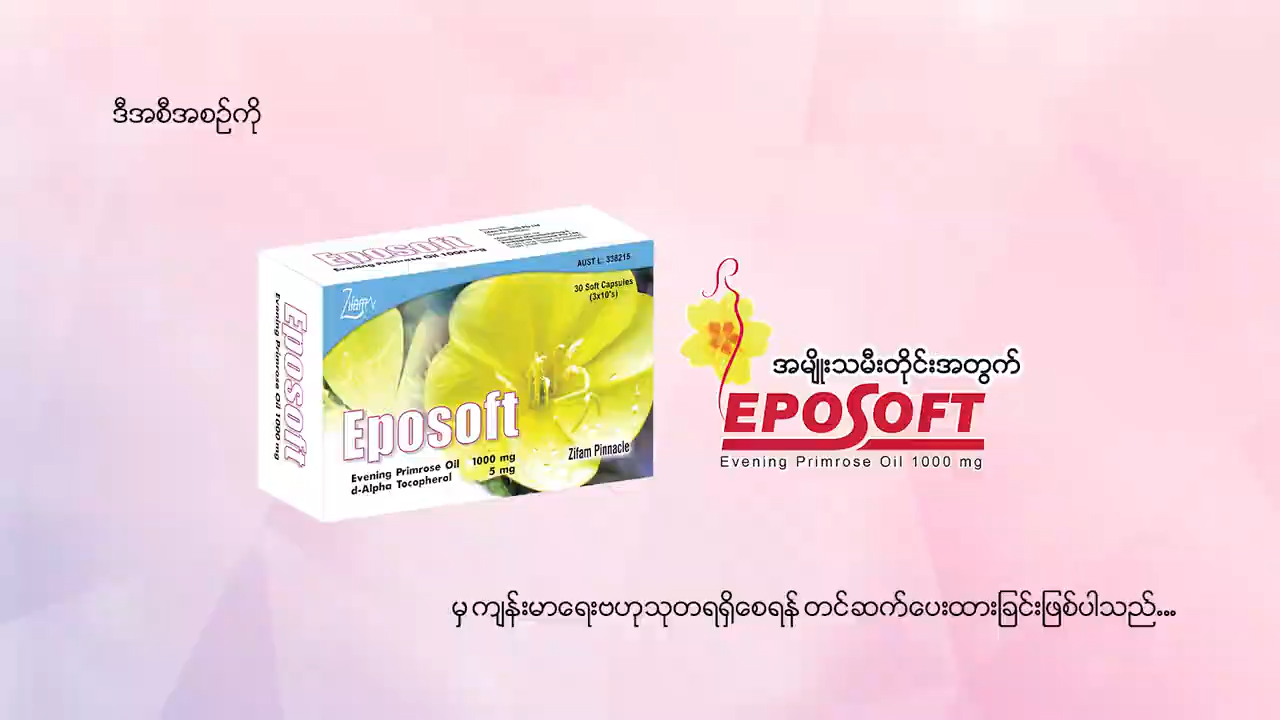 ဒီအစီအစဉ်ကို
Eposoft
Evening Primrose Oil 1000 mg
Eposoft
Evening Primrose Oil 1000 mg
Zifam
AUST L. 338215
30 Soft Capsules
(3x10's)
Eposoft
Evening Primrose Oil 1000 mg
d-Alpha Tocopherol 5 mg
Zifam Pinnacle
အမျိုးသမီးတိုင်းအတွက်
EPOSOFT
Evening Primrose Oil 1000 mg
မှ ကျန်းမာရေးဗဟုသုတရရှိစေရန် တင်ဆက်ပေးထားခြင်းဖြစ်ပါသည်...